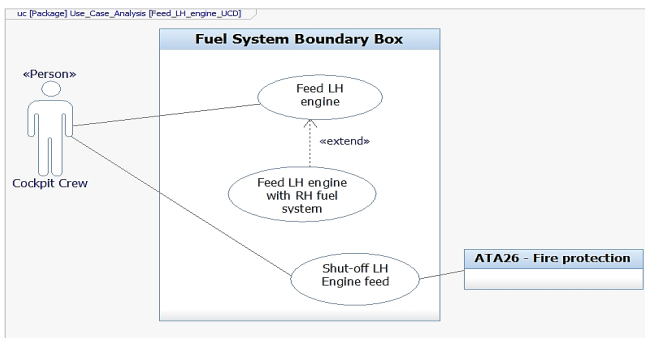 uc [Package] Use_Case_Analysis [Feed_LH_engine_UCD]
Fuel System Boundary Box
«Person»
Cockpit Crew
Feed LH
engine
«extend»
Feed LH engine
with RH fuel
system
Shut-off LH
Engine feed
ATA26 - Fire protection